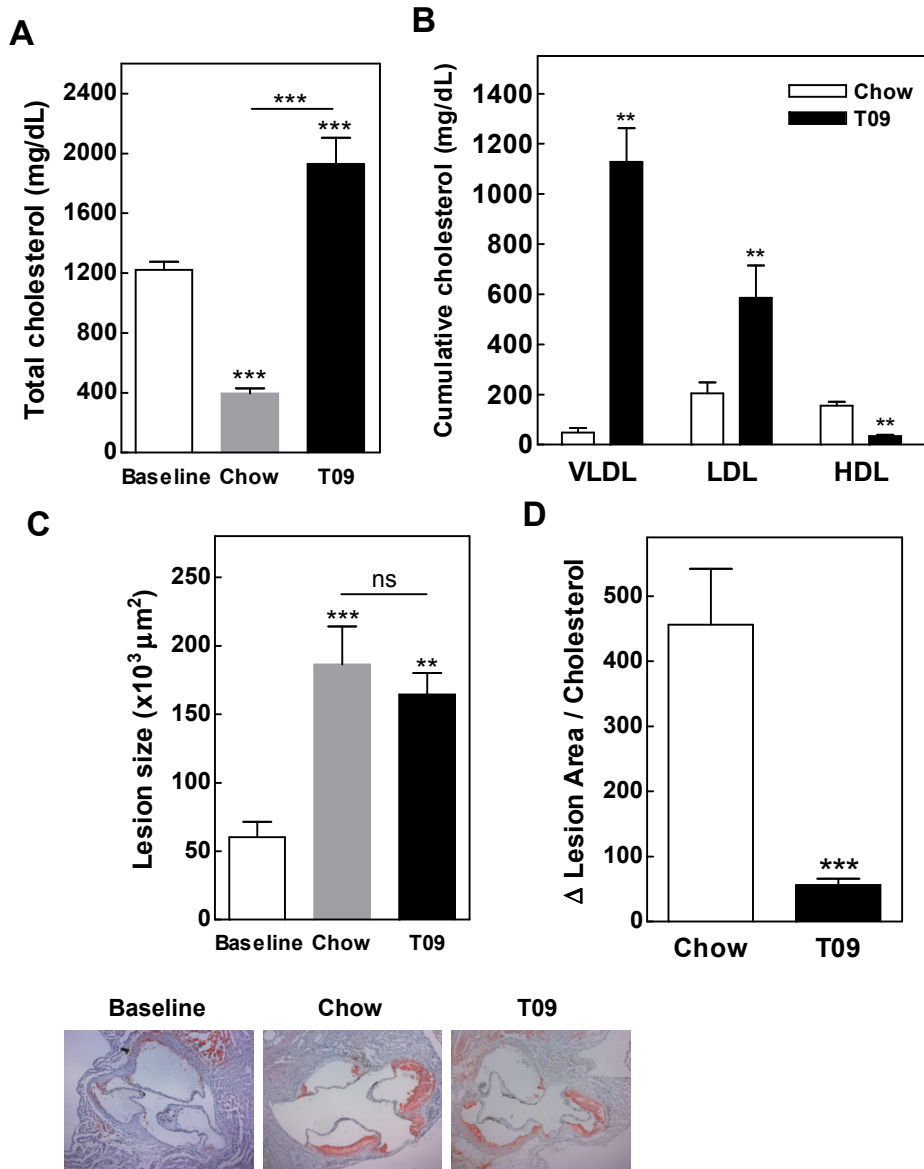 A
Total cholesterol (mg/dL)
2400
2000
1600
1200
800
400
0
***
***
***
Baseline Chow T09
B
Cumulative cholesterol (mg/dL)
1400
1200
1000
800
600
400
200
0
Chow
T09
**
**
**
VLDL LDL HDL
C
Lesion size (x10³ μm²)
250
200
150
100
50
0
ns
***
**
Baseline Chow T09
D
Δ Lesion Area / Cholesterol
500
400
300
200
100
0
***
Chow T09
Baseline Chow T09